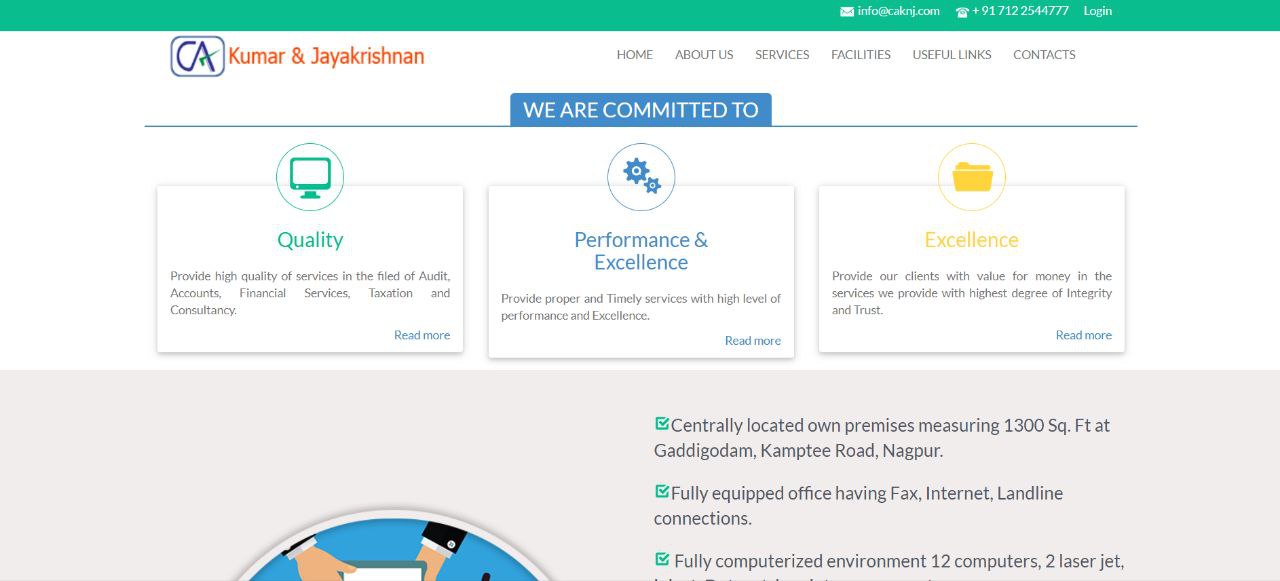 info@caknj.com + 91 712 2544777 Login
CA Kumar & Jayakrishnan
HOME ABOUT US SERVICES FACILITIES USEFUL LINKS CONTACTS
WE ARE COMMITTED TO
Quality
Provide high quality of services in the filed of Audit,
Accounts, Financial Services, Taxation and
Consultancy.
Read more
Performance &
Excellence
Provide proper and Timely services with high level of
performance and Excellence.
Read more
Excellence
Provide our clients with value for money in the
services we provide with highest degree of Integrity
and Trust.
Read more
Centrally located own premises measuring 1300 Sq. Ft at
Gaddigodam, Kamptee Road, Nagpur.
Fully equipped office having Fax, Internet, Landline
connections.
Fully computerized environment 12 computers, 2 laser jet,